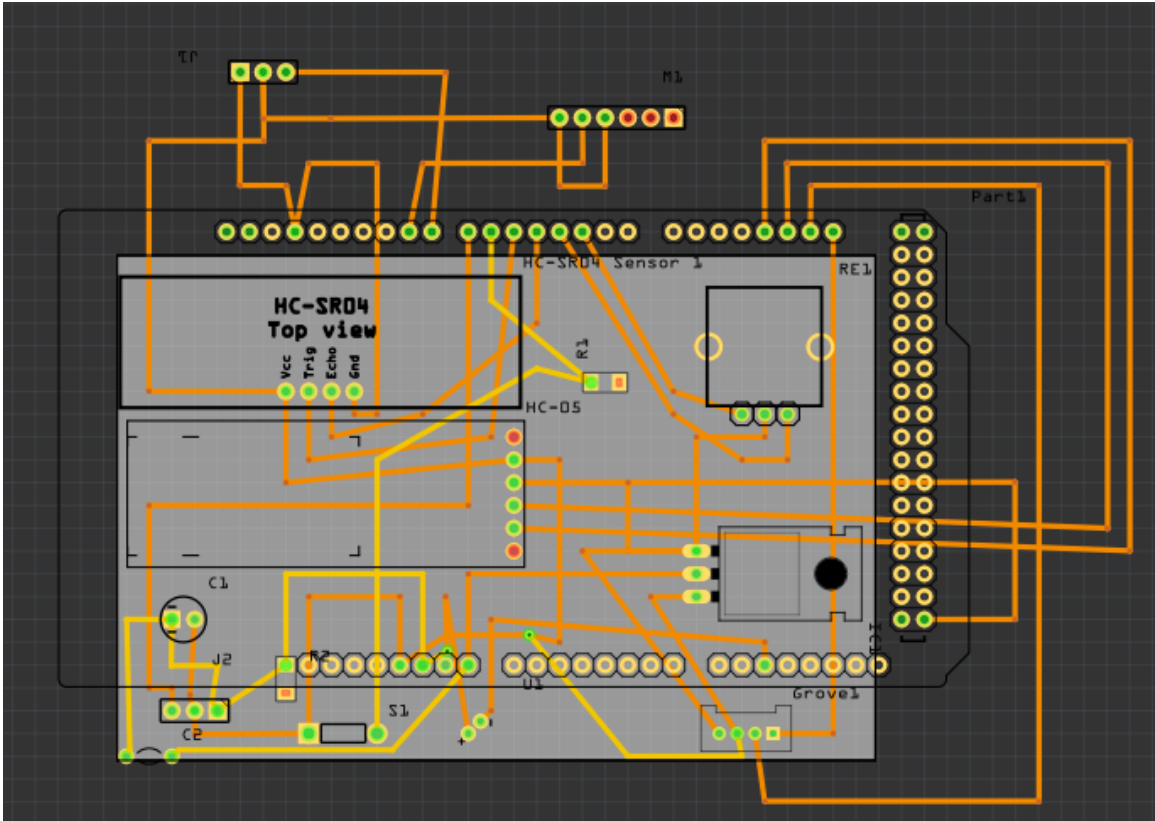 J1
M1
Part1
HC-SR04 Sensor 1
RE1
HC-SR04
Top view
Vcc
Trig
Echo
Gnd
R1
HC-05
C1
IC1
J2
R2
U1
Grove1
S1
C2
-
+